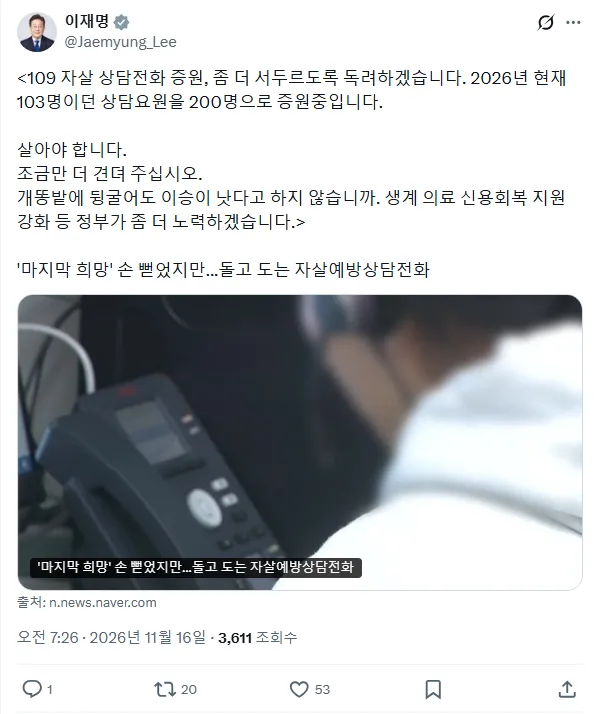 이재명
@Jaemyung_Lee
<109 자살 상담전화 증원, 좀 더 서두르도록 독려하겠습니다. 2026년 현재
103명이던 상담요원을 200명으로 증원중입니다.
살아야 합니다.
조금만 더 견뎌 주십시오.
개똥밭에 뒹굴어도 이승이 낫다고 하지 않습니까. 생계 의료 신용회복 지원
강화 등 정부가 좀 더 노력하겠습니다.>
'마지막 희망' 손 뻗었지만...돌고 도는 자살예방상담전화
'마지막 희망' 손 뻗었지만...돌고 도는 자살예방상담전화
출처: n.news.naver.com
오전 7:26 · 2026년 11월 16일 · 3,611 조회수
1 20 53